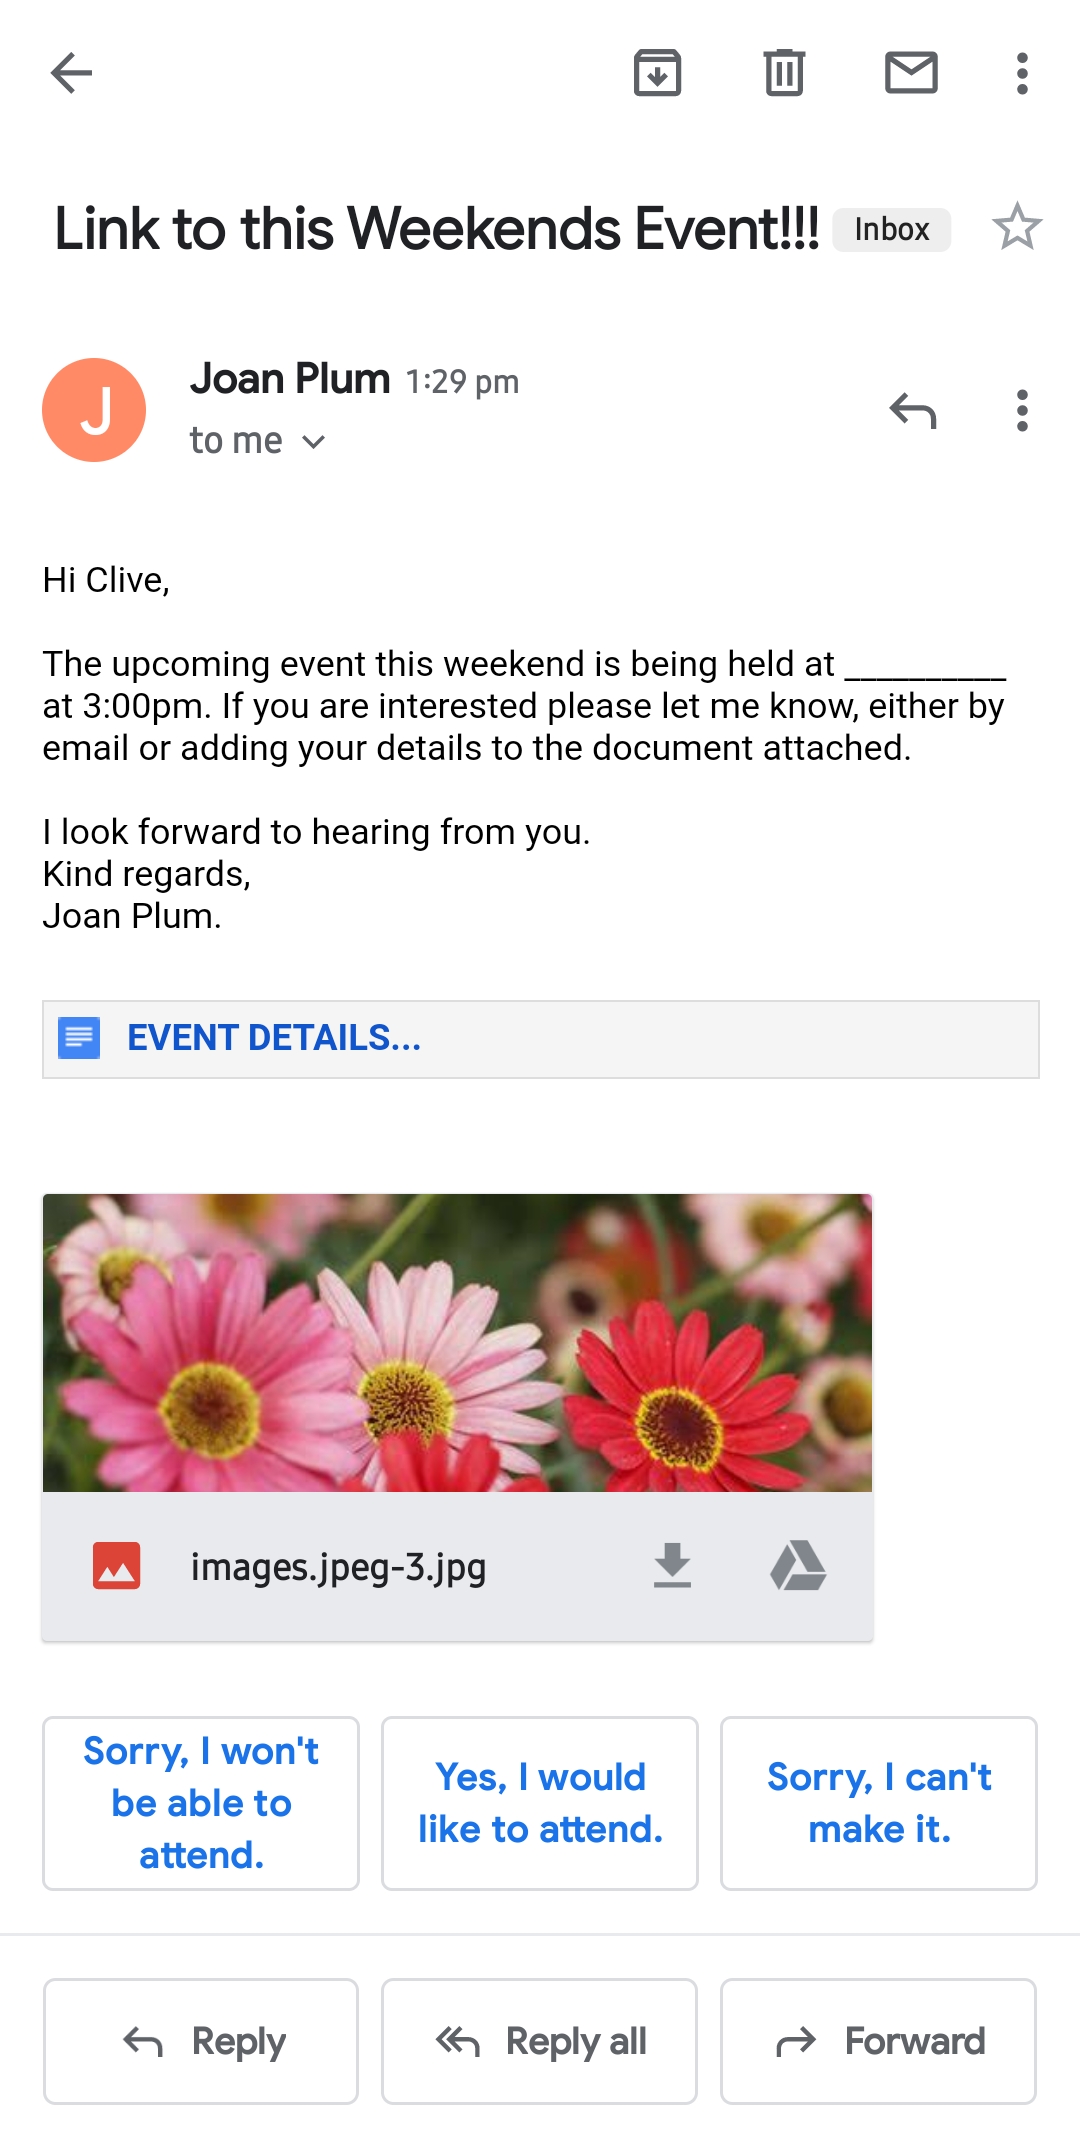 Link to this Weekends Event!!! Inbox
J
Joan Plum 1:29 pm
to me
Hi Clive,
The upcoming event this weekend is being held at __________
at 3:00pm. If you are interested please let me know, either by
email or adding your details to the document attached.
I look forward to hearing from you.
Kind regards,
Joan Plum.
EVENT DETAILS...
images.jpeg-3.jpg
Sorry, I won't
be able to
attend.
Yes, I would
like to attend.
Sorry, I can't
make it.
Reply
Reply all
Forward